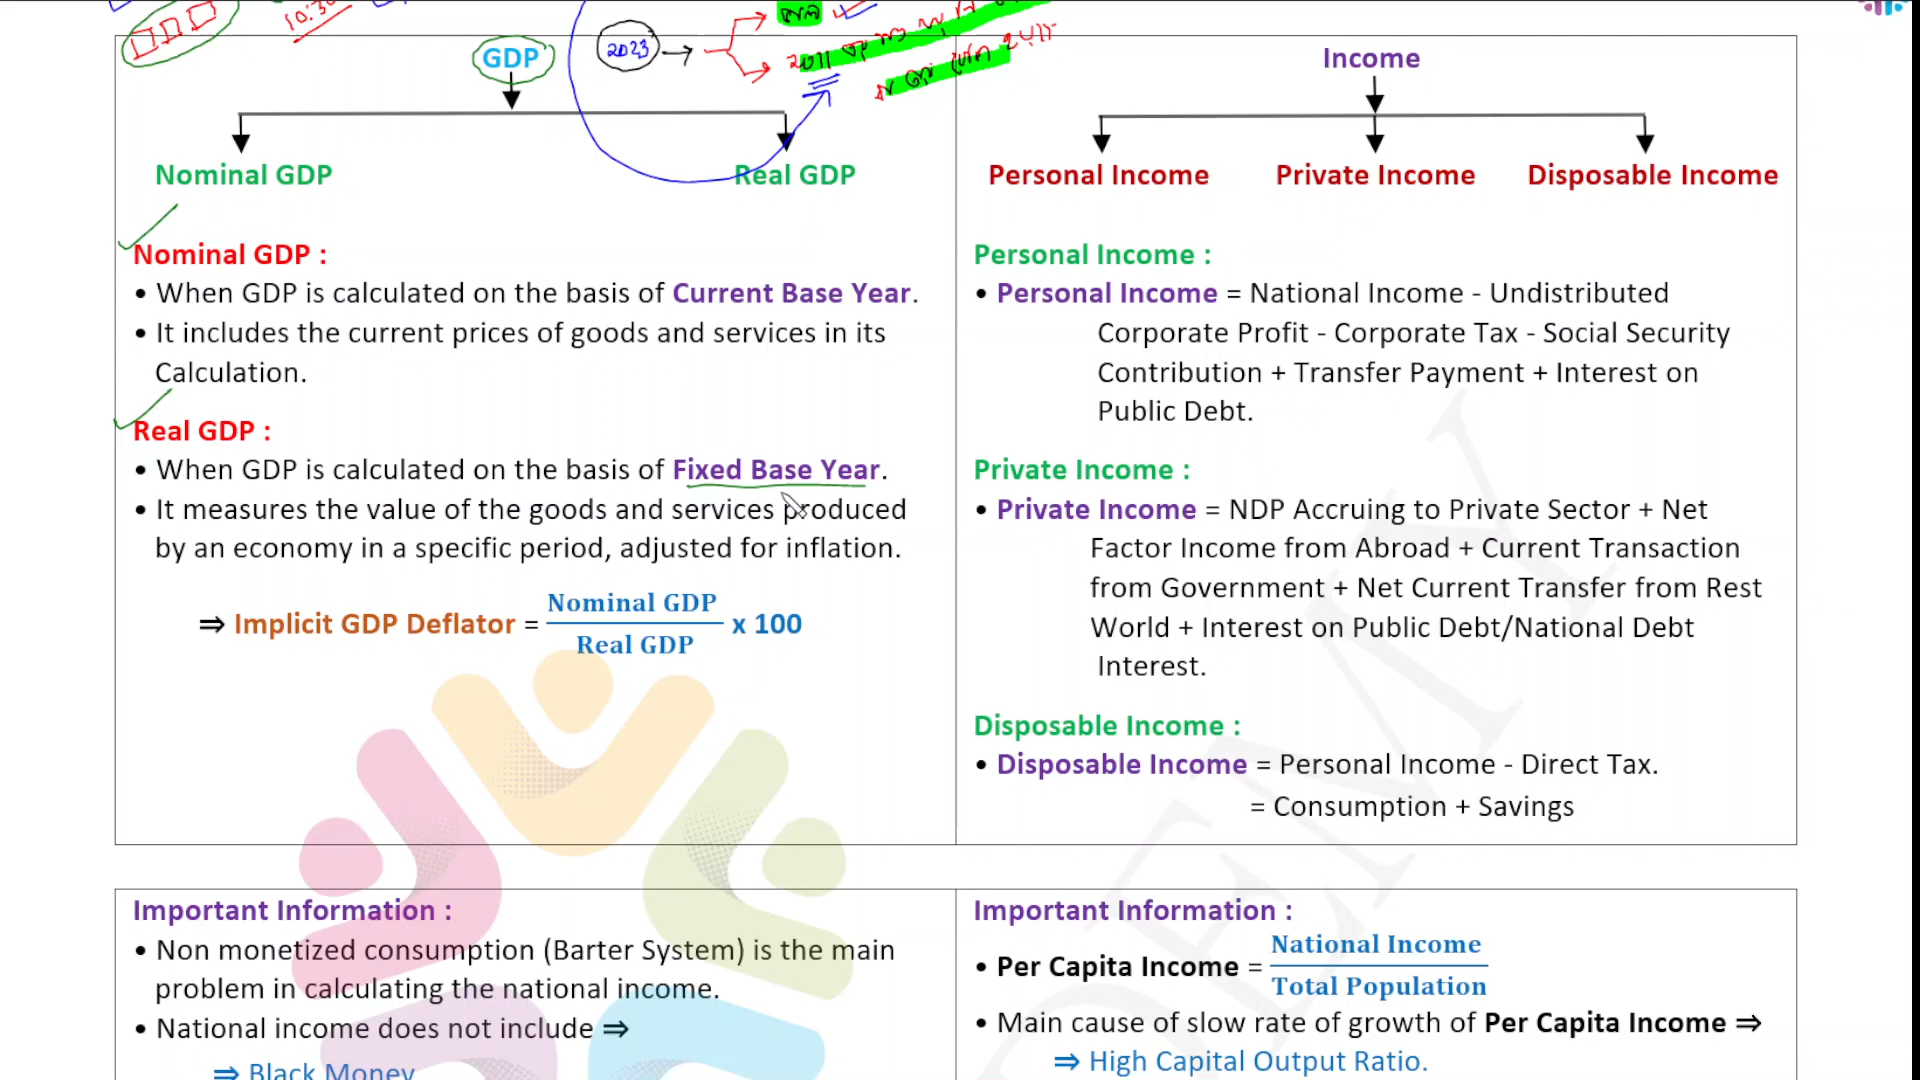 10:30
GDP
2023
2011
Nominal GDP
Real GDP
Nominal GDP :
• When GDP is calculated on the basis of Current Base Year.
• It includes the current prices of goods and services in its
Calculation.
Real GDP :
• When GDP is calculated on the basis of Fixed Base Year.
• It measures the value of the goods and services produced
by an economy in a specific period, adjusted for inflation.
⇒ Implicit GDP Deflator = Nominal GDP / Real GDP x 100
Income
Personal Income Private Income Disposable Income
Personal Income :
• Personal Income = National Income - Undistributed
Corporate Profit - Corporate Tax - Social Security
Contribution + Transfer Payment + Interest on
Public Debt.
Private Income :
• Private Income = NDP Accruing to Private Sector + Net
Factor Income from Abroad + Current Transaction
from Government + Net Current Transfer from Rest
World + Interest on Public Debt/National Debt
Interest.
Disposable Income :
• Disposable Income = Personal Income - Direct Tax.
= Consumption + Savings
Important Information :
• Non monetized consumption (Barter System) is the main
problem in calculating the national income.
• National income does not include ⇒
⇒ Black Money
Important Information :
• Per Capita Income = National Income / Total Population
• Main cause of slow rate of growth of Per Capita Income ⇒
⇒ High Capital Output Ratio.